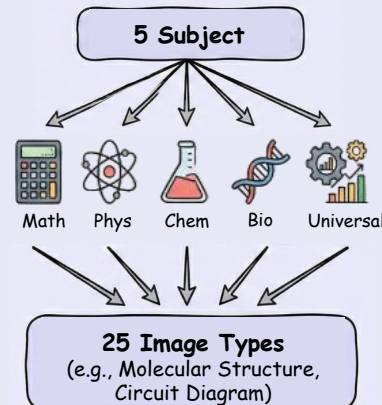 5 Subject
Math Phys Chem Bio Universal
25 Image Types
(e.g., Molecular Structure,
Circuit Diagram)